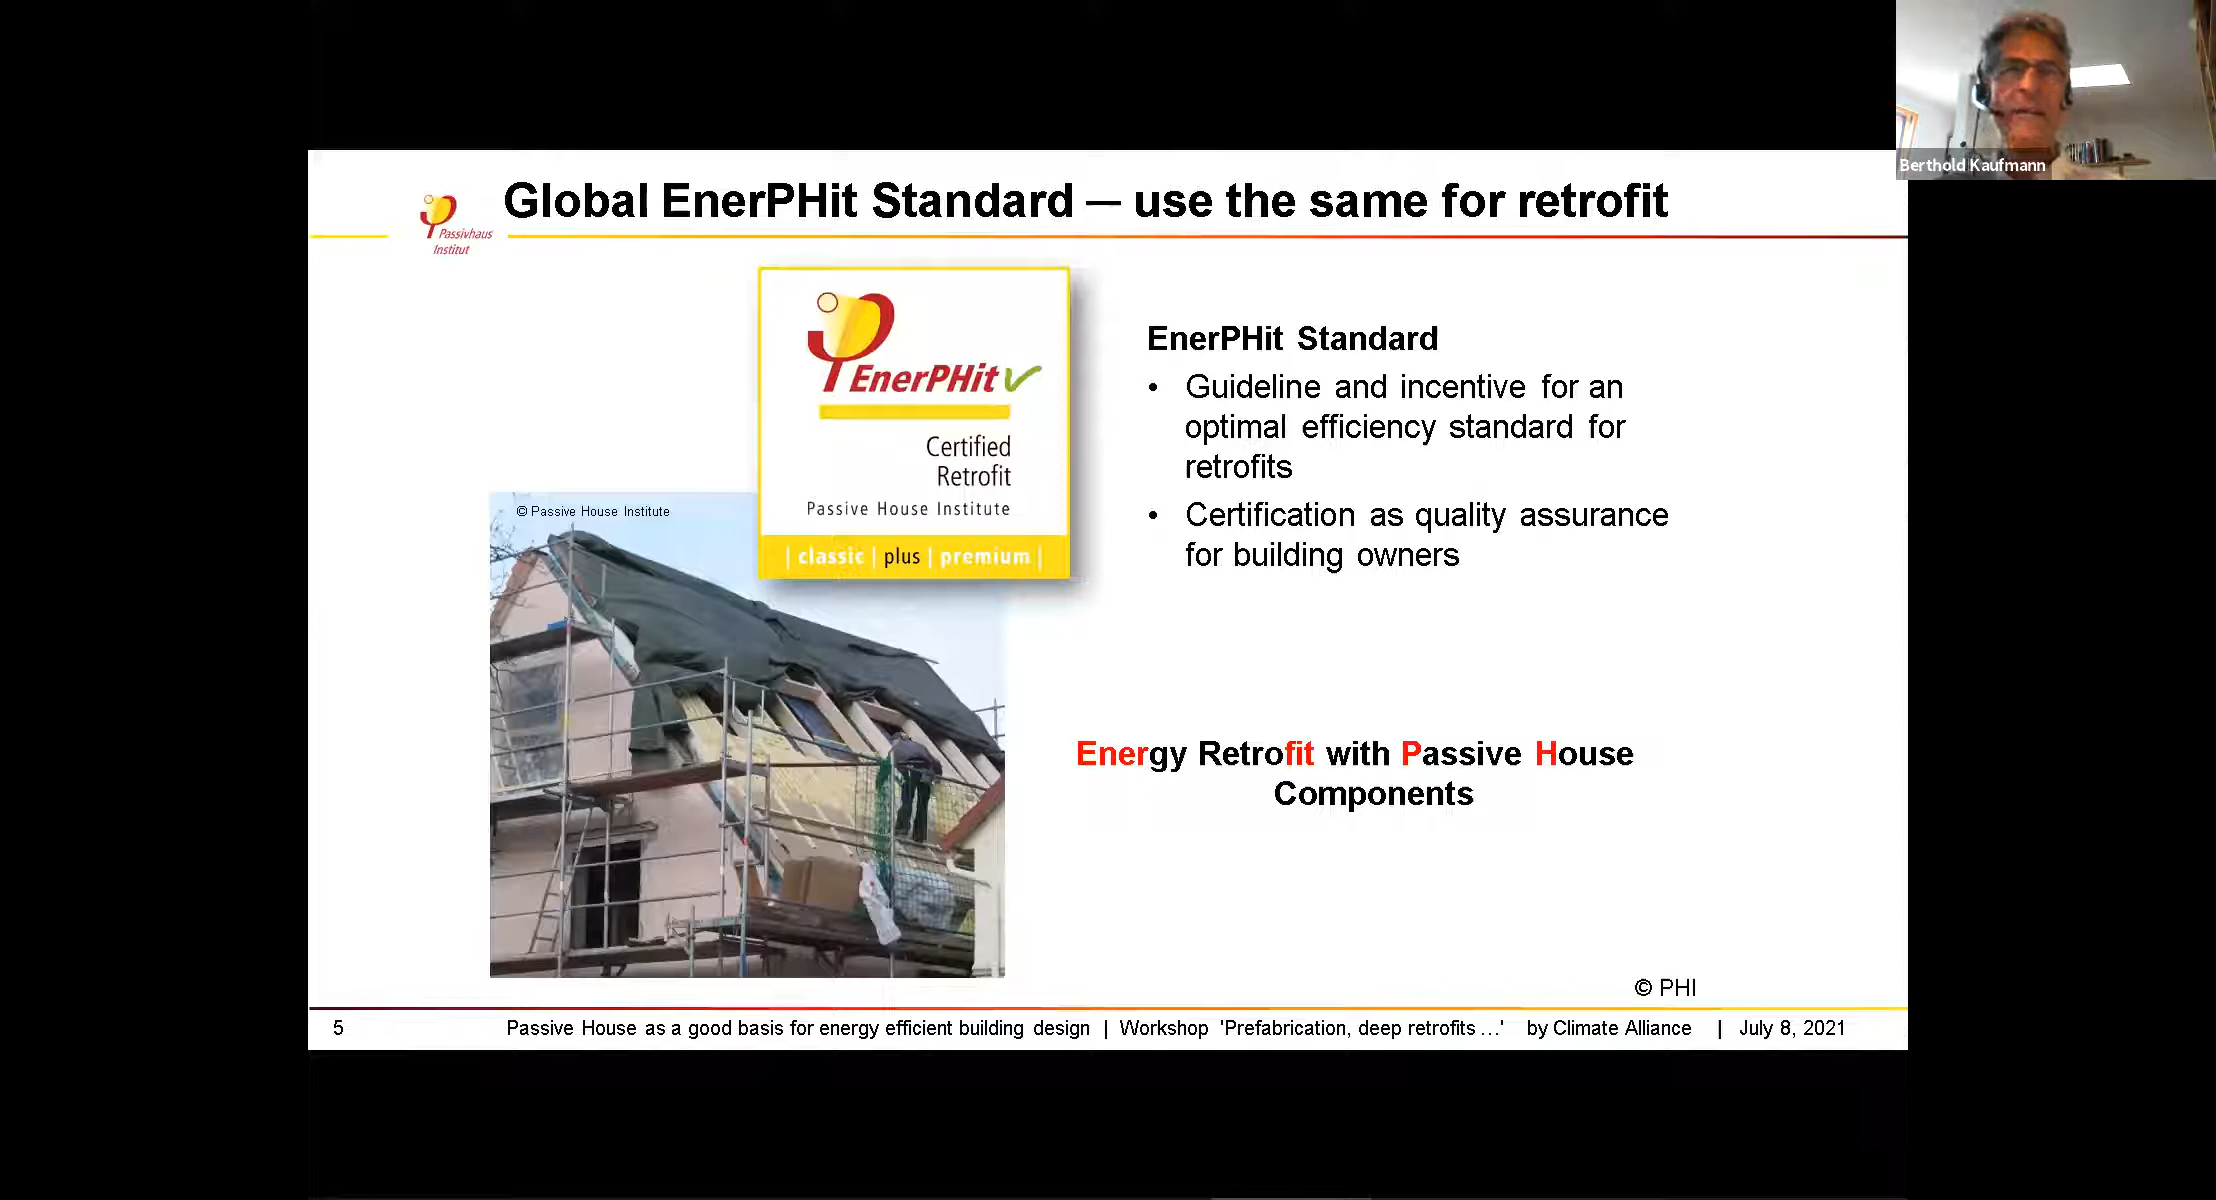 Berthold Kaufmann
Passivhaus
Institut
Global EnerPHit Standard — use the same for retrofit
EnerPHit
Certified
Retrofit
Passive House Institute
| classic | plus | premium |
© Passive House Institute
EnerPHit Standard
• Guideline and incentive for an
optimal efficiency standard for
retrofits
• Certification as quality assurance
for building owners
Energy Retrofit with Passive House
Components
© PHI
5
Passive House as a good basis for energy efficient building design | Workshop 'Prefabrication, deep retrofits ...' by Climate Alliance | July 8, 2021